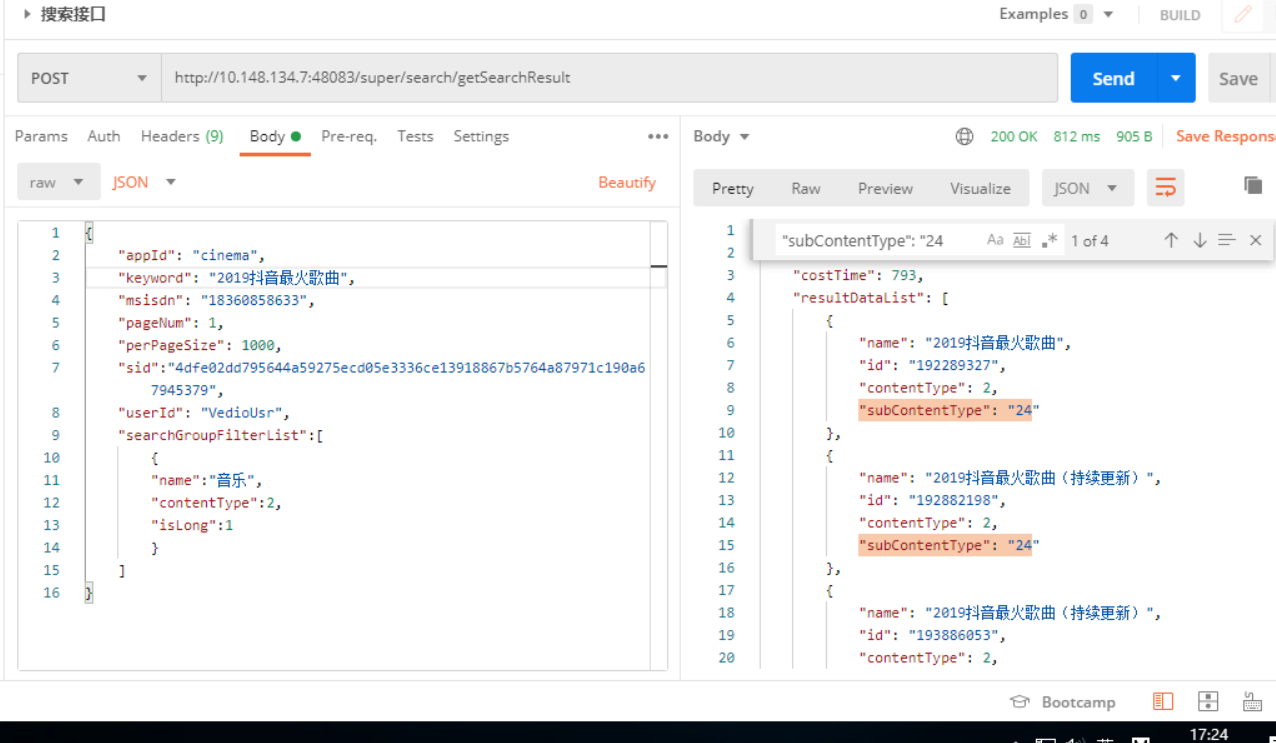 搜索接口
Examples 0
BUILD
POST
http://10.148.134.7:48083/super/search/getSearchResult
Send
Save
Params Auth Headers (9) Body Pre-req. Tests Settings
raw JSON Beautify
1 {
2 "appId": "cinema",
3 "keyword": "2019抖音最火歌曲",
4 "msisdn": "18360858633",
5 "pageNum": 1,
6 "perPageSize": 1000,
7 "sid":"4dfe02dd795644a59275ecd05e3336ce13918867b5764a87971c190a6
7945379",
8 "userId": "VedioUsr",
9 "searchGroupFilterList":[
10 {
11 "name":"音乐",
12 "contentType":2,
13 "isLong":1
14 }
15 ]
16 }
Body 200 OK 812 ms 905 B Save Respons
Pretty Raw Preview Visualize JSON
"subContentType": "24 Aa Abl .* 1 of 4
1
2
3 "costTime": 793,
4 "resultDataList": [
5 {
6 "name": "2019抖音最火歌曲",
7 "id": "192289327",
8 "contentType": 2,
9 "subContentType": "24"
10 },
11 {
12 "name": "2019抖音最火歌曲（持续更新）",
13 "id": "192882198",
14 "contentType": 2,
15 "subContentType": "24"
16 },
17 {
18 "name": "2019抖音最火歌曲（持续更新）",
19 "id": "193886053",
20 "contentType": 2,
Bootcamp
17:24